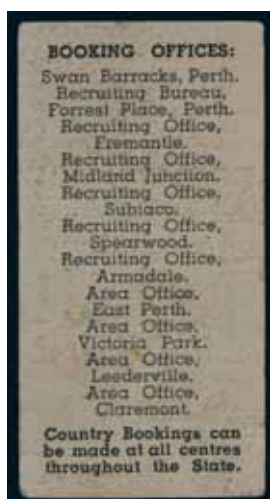 BOOKING OFFICES:
Swan Barracks, Perth.
Recruiting Bureau,
Forrest Place, Perth.
Recruiting Office,
Fremantle.
Recruiting Office,
Midland Junction.
Recruiting Office,
Subiaco.
Recruiting Office,
Spearwood.
Recruiting Office,
Armadale.
Area Office,
East Perth.
Area Office,
Victoria Park.
Area Office,
Leederville.
Area Office,
Claremont.
Country Bookings can
be made at all centres
throughout the State.